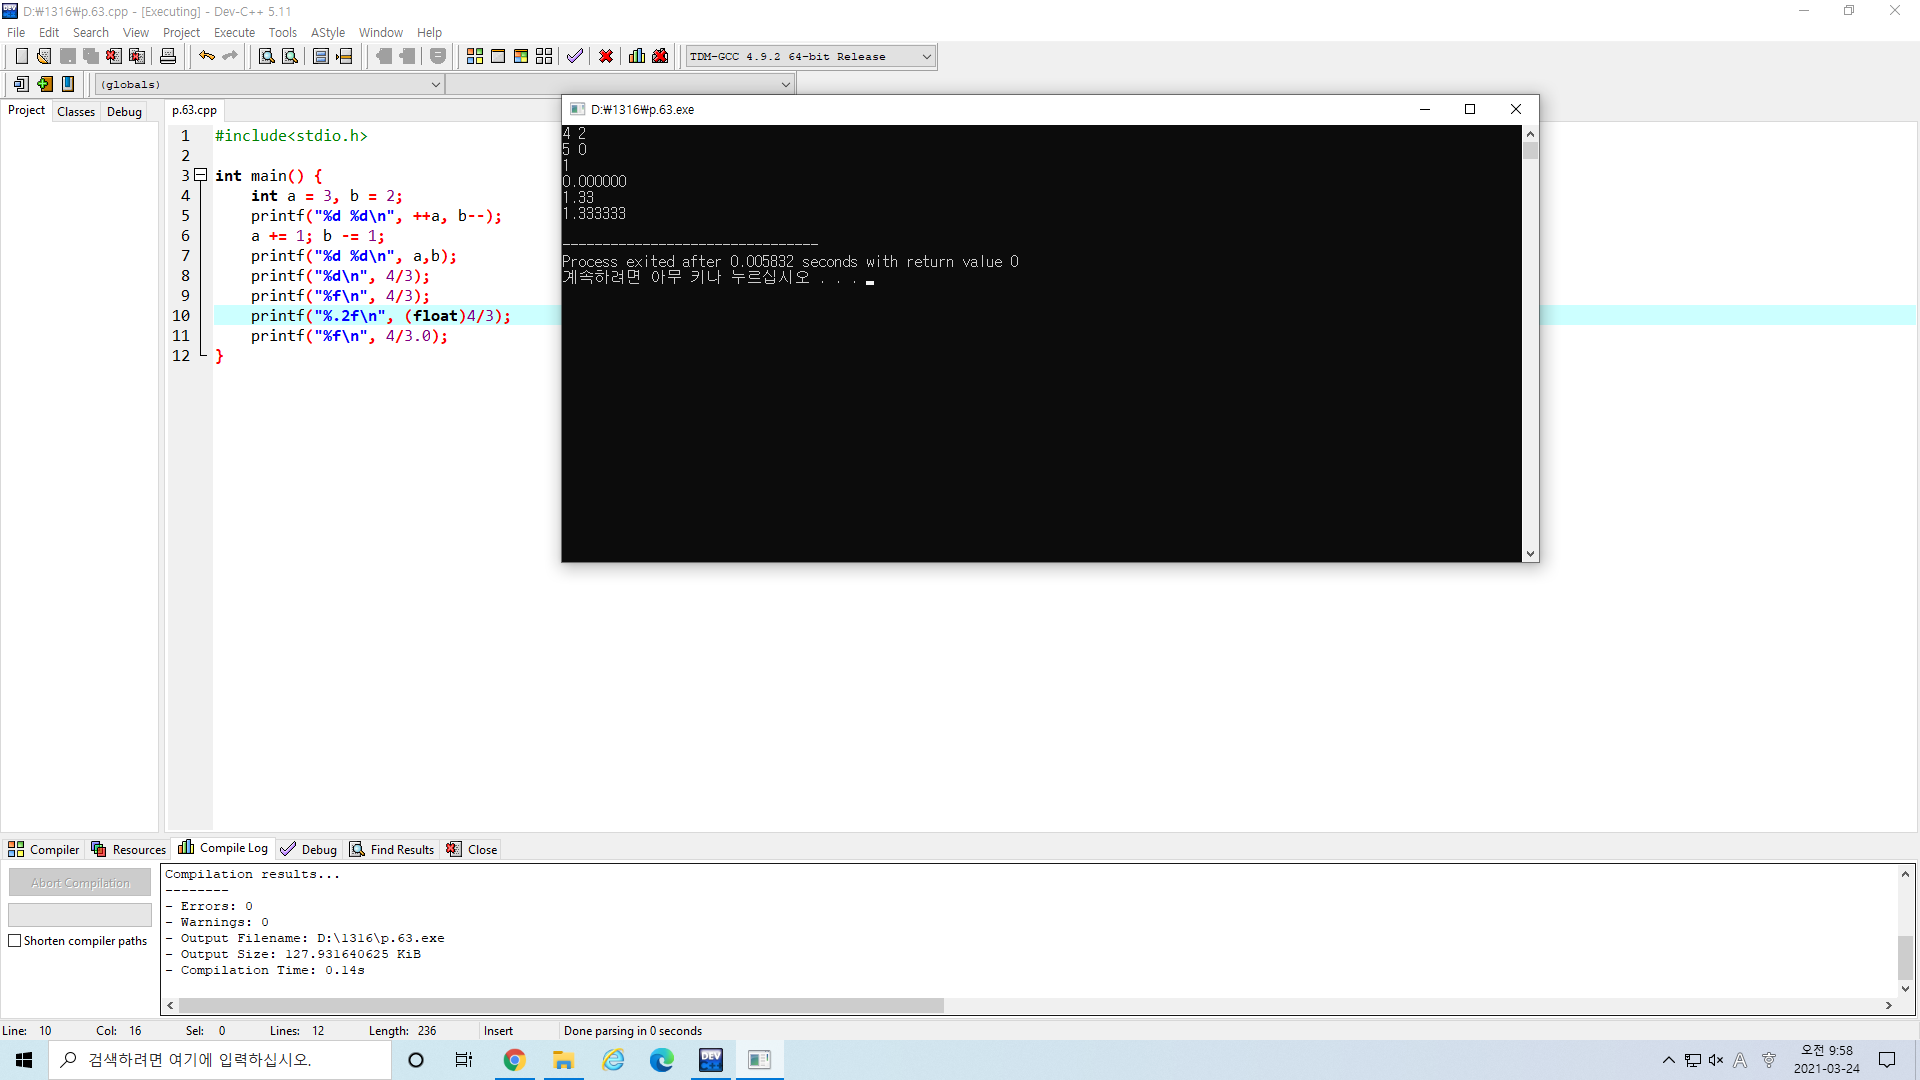 D:₩1316₩p.63.cpp - [Executing] - Dev-C++ 5.11
File Edit Search View Project Execute Tools AStyle Window Help
TDM-GCC 4.9.2 64-bit Release
(globals)
Project Classes Debug
p.63.cpp
1 #include<stdio.h>
2
3 int main() {
4 int a = 3, b = 2;
5 printf("%d %d\n", ++a, b--);
6 a += 1; b -= 1;
7 printf("%d %d\n", a,b);
8 printf("%d\n", 4/3);
9 printf("%f\n", 4/3);
10 printf("%.2f\n", (float)4/3);
11 printf("%f\n", 4/3.0);
12 }
D:₩1316₩p.63.exe
4 2
5 0
1
0.000000
1.33
1.333333
--------------------------------
Process exited after 0.005832 seconds with return value 0
계속하려면 아무 키나 누르십시오 . . .
Compiler Resources Compile Log Debug Find Results Close
Abort Compilation
Shorten compiler paths
Compilation results...
--------
- Errors: 0
- Warnings: 0
- Output Filename: D:\1316\p.63.exe
- Output Size: 127.931640625 KiB
- Compilation Time: 0.14s
Line: 10 Col: 16 Sel: 0 Lines: 12 Length: 236 Insert Done parsing in 0 seconds
검색하려면 여기에 입력하십시오.
DEV
A
오전 9:58
2021-03-24